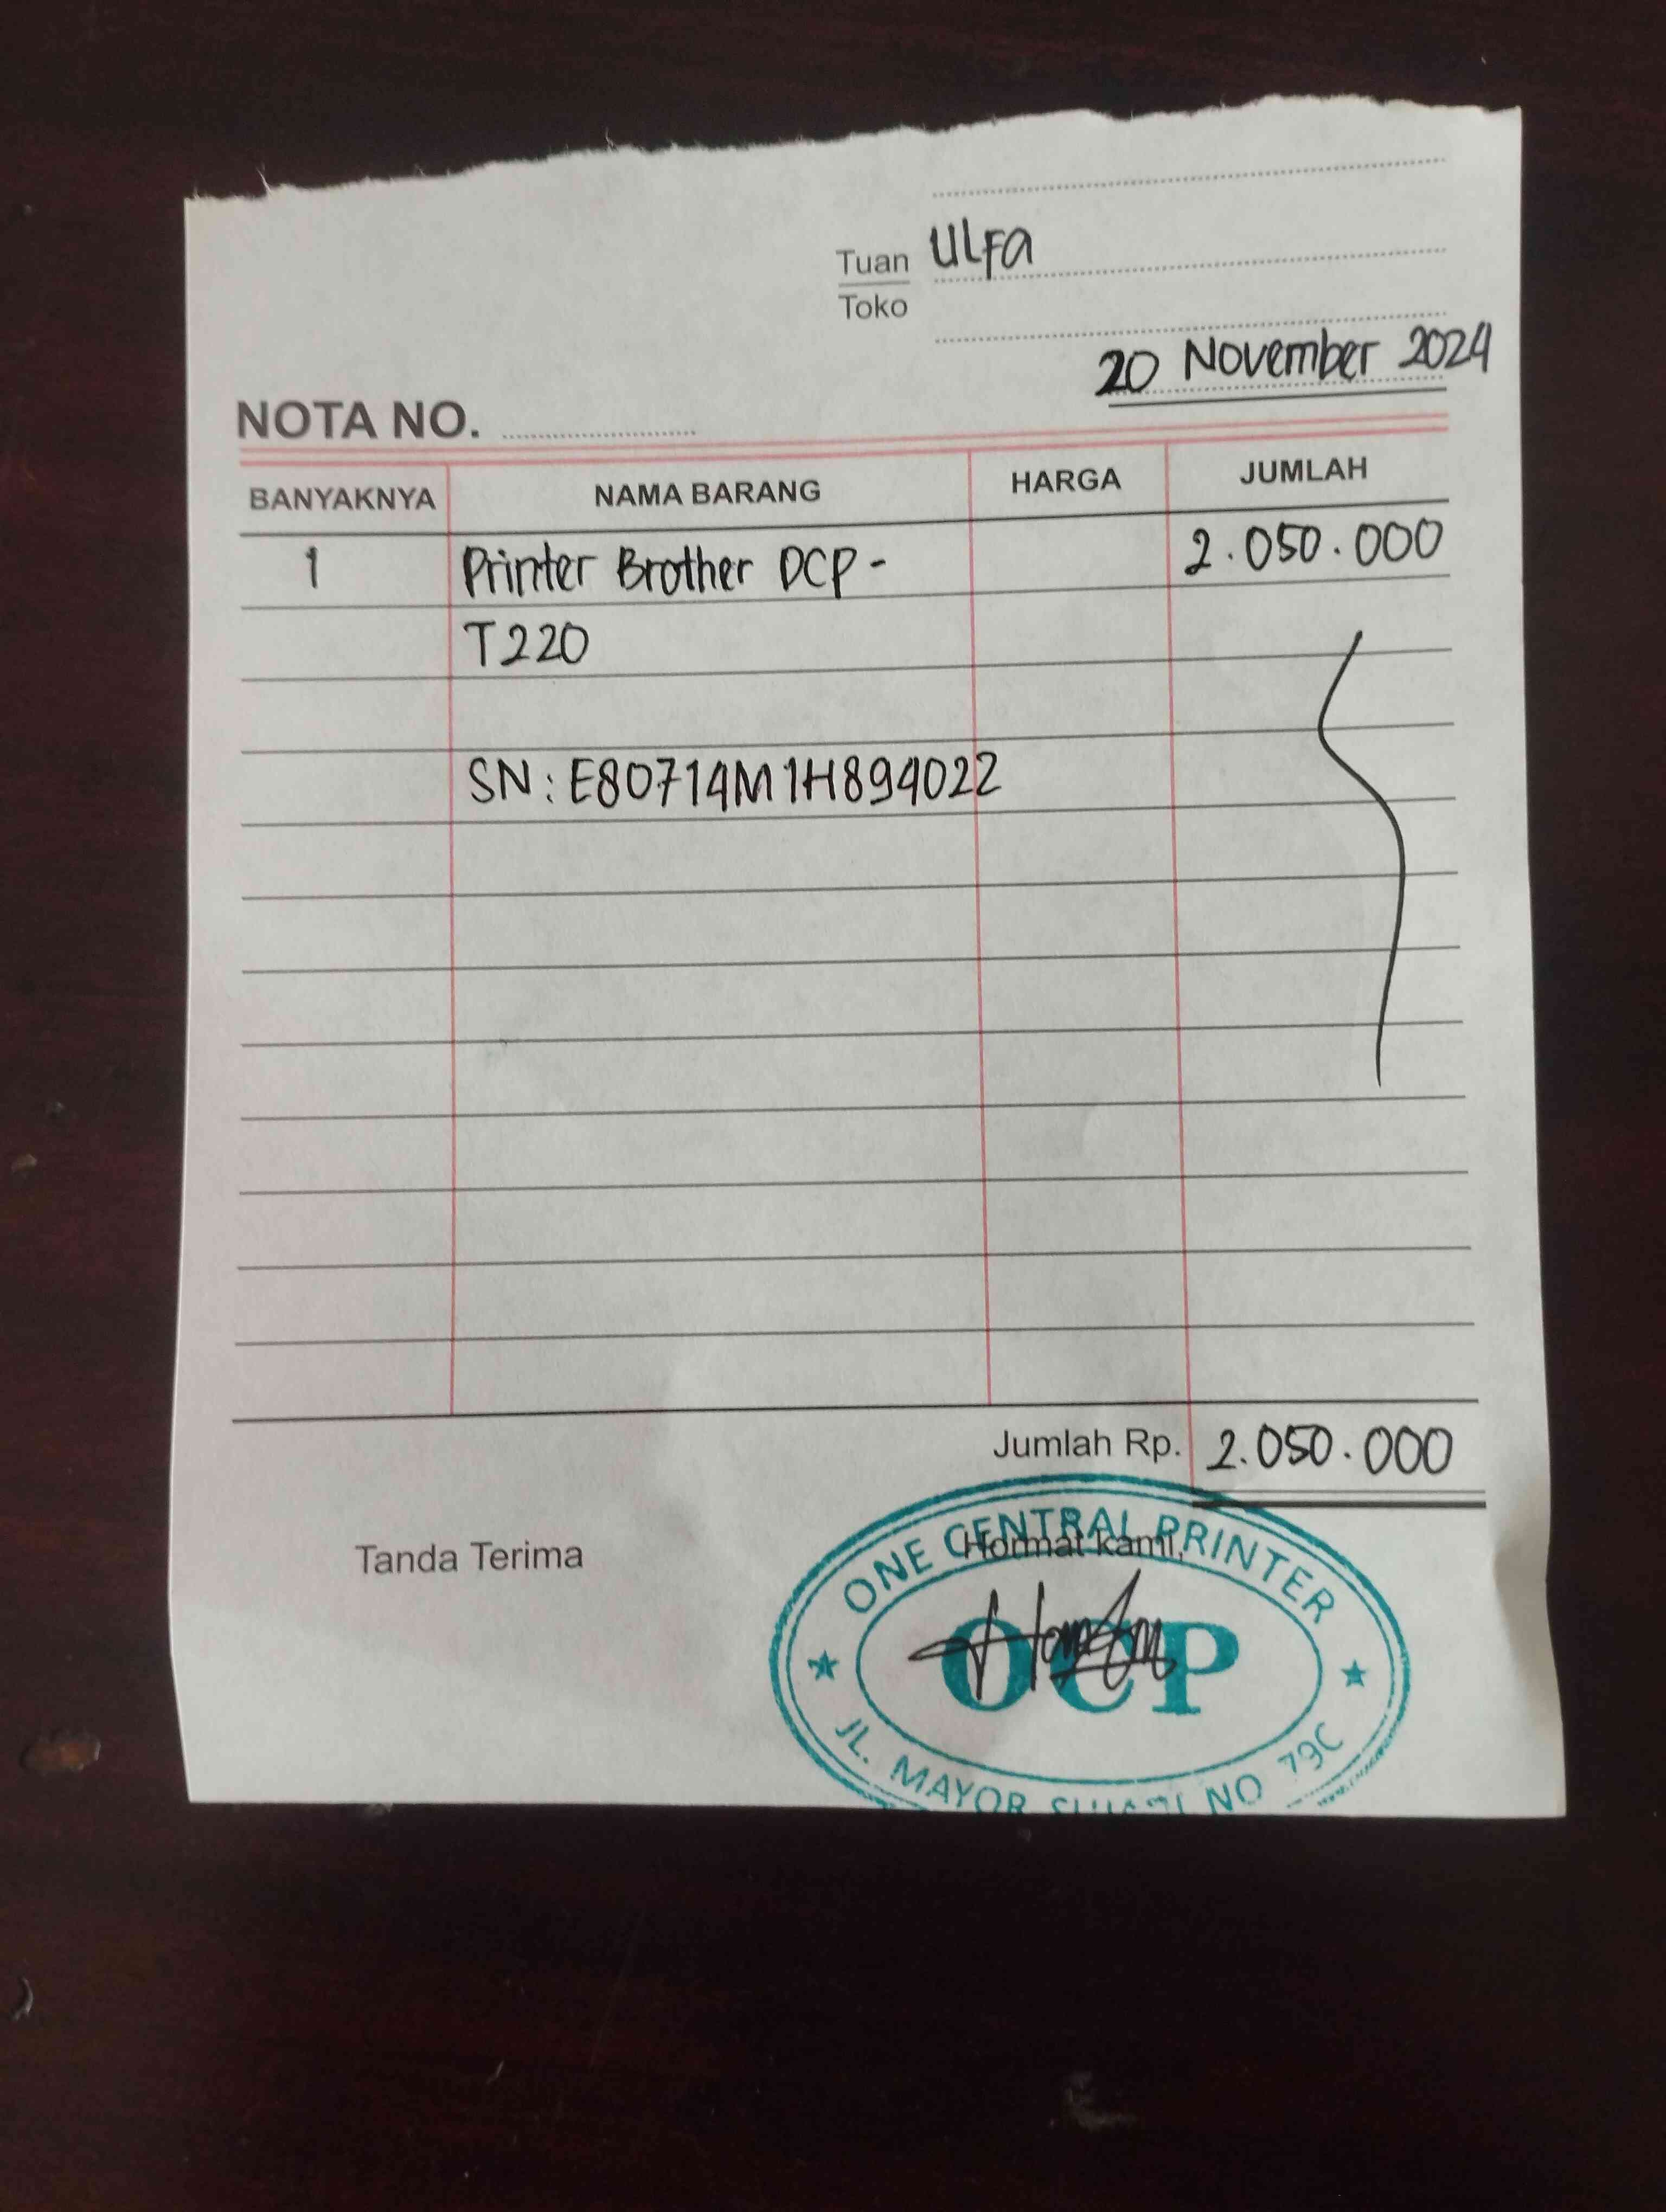 Tuan ULFA
Toko
20 November 2024
NOTA NO.
BANYAKNYA NAMA BARANG HARGA JUMLAH
1 Printer Brother DCP- 2.050.000
T220
SN: E80714M1H894022
Jumlah Rp. 2.050.000
Tanda Terima Hormat kami,
ONE CENTRAL PRINTER
OCP
JL. MAYOR NO 79C